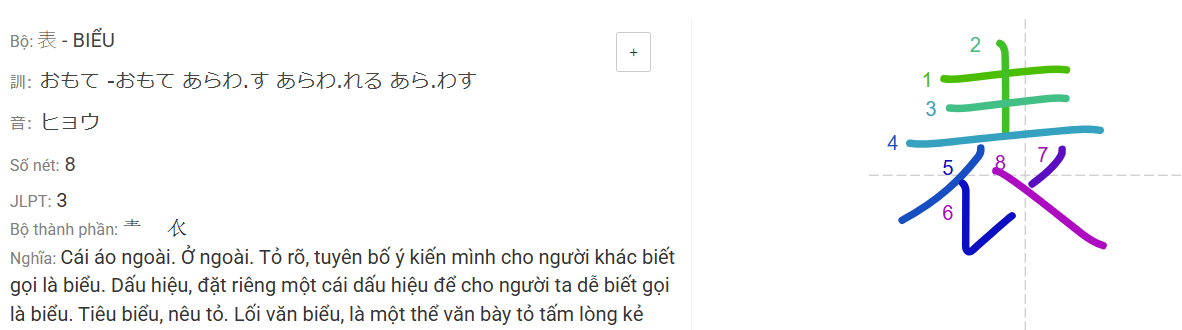 Bộ: 表 - BIỂU
+
訓: おもて -おもて あらわ.す あらわ.れる あら.わす
音: ヒョウ
Số nét: 8
JLPT: 3
Bộ thành phần: 龶 𧘇
Nghĩa: Cái áo ngoài. Ở ngoài. Tỏ rõ, tuyên bố ý kiến mình cho người khác biết
gọi là biểu. Dấu hiệu, đặt riêng một cái dấu hiệu để cho người ta dễ biết gọi
là biểu. Tiêu biểu, nêu tỏ. Lối văn biểu, là một thể văn bày tỏ tấm lòng kẻ
表
1
2
3
4
5
6
7
8